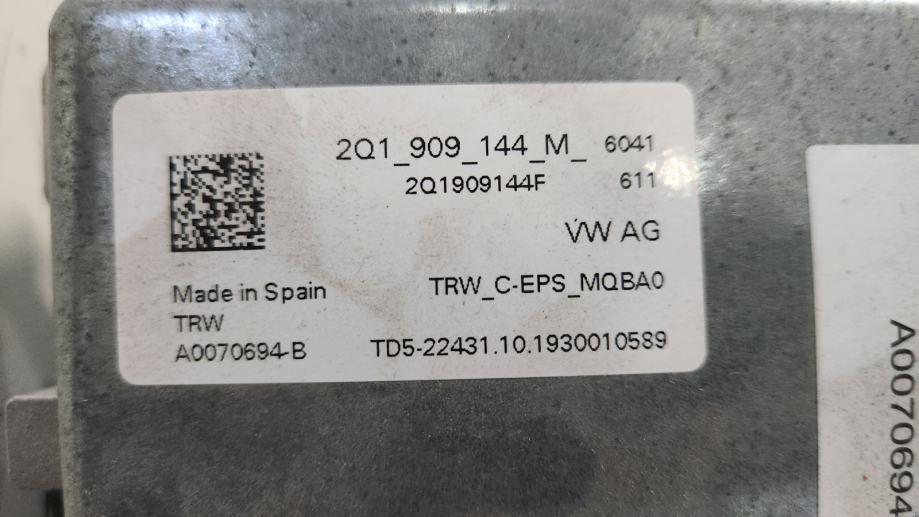 2Q1_909_144_M_ 6041
2Q1909144F 611
VW AG
TRW_C-EPS_MQBA0
Made in Spain
TRW
A0070694-B
TD5-22431.10.1930010589
A0070694